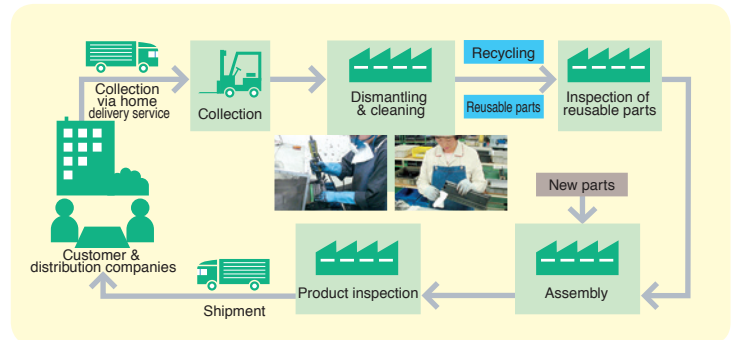 Collection
via home
delivery service
Collection
Dismantling
& cleaning
Recycling
Reusable parts
Inspection of
reusable parts
New parts
Assembly
Product inspection
Shipment
Customer &
distribution companies